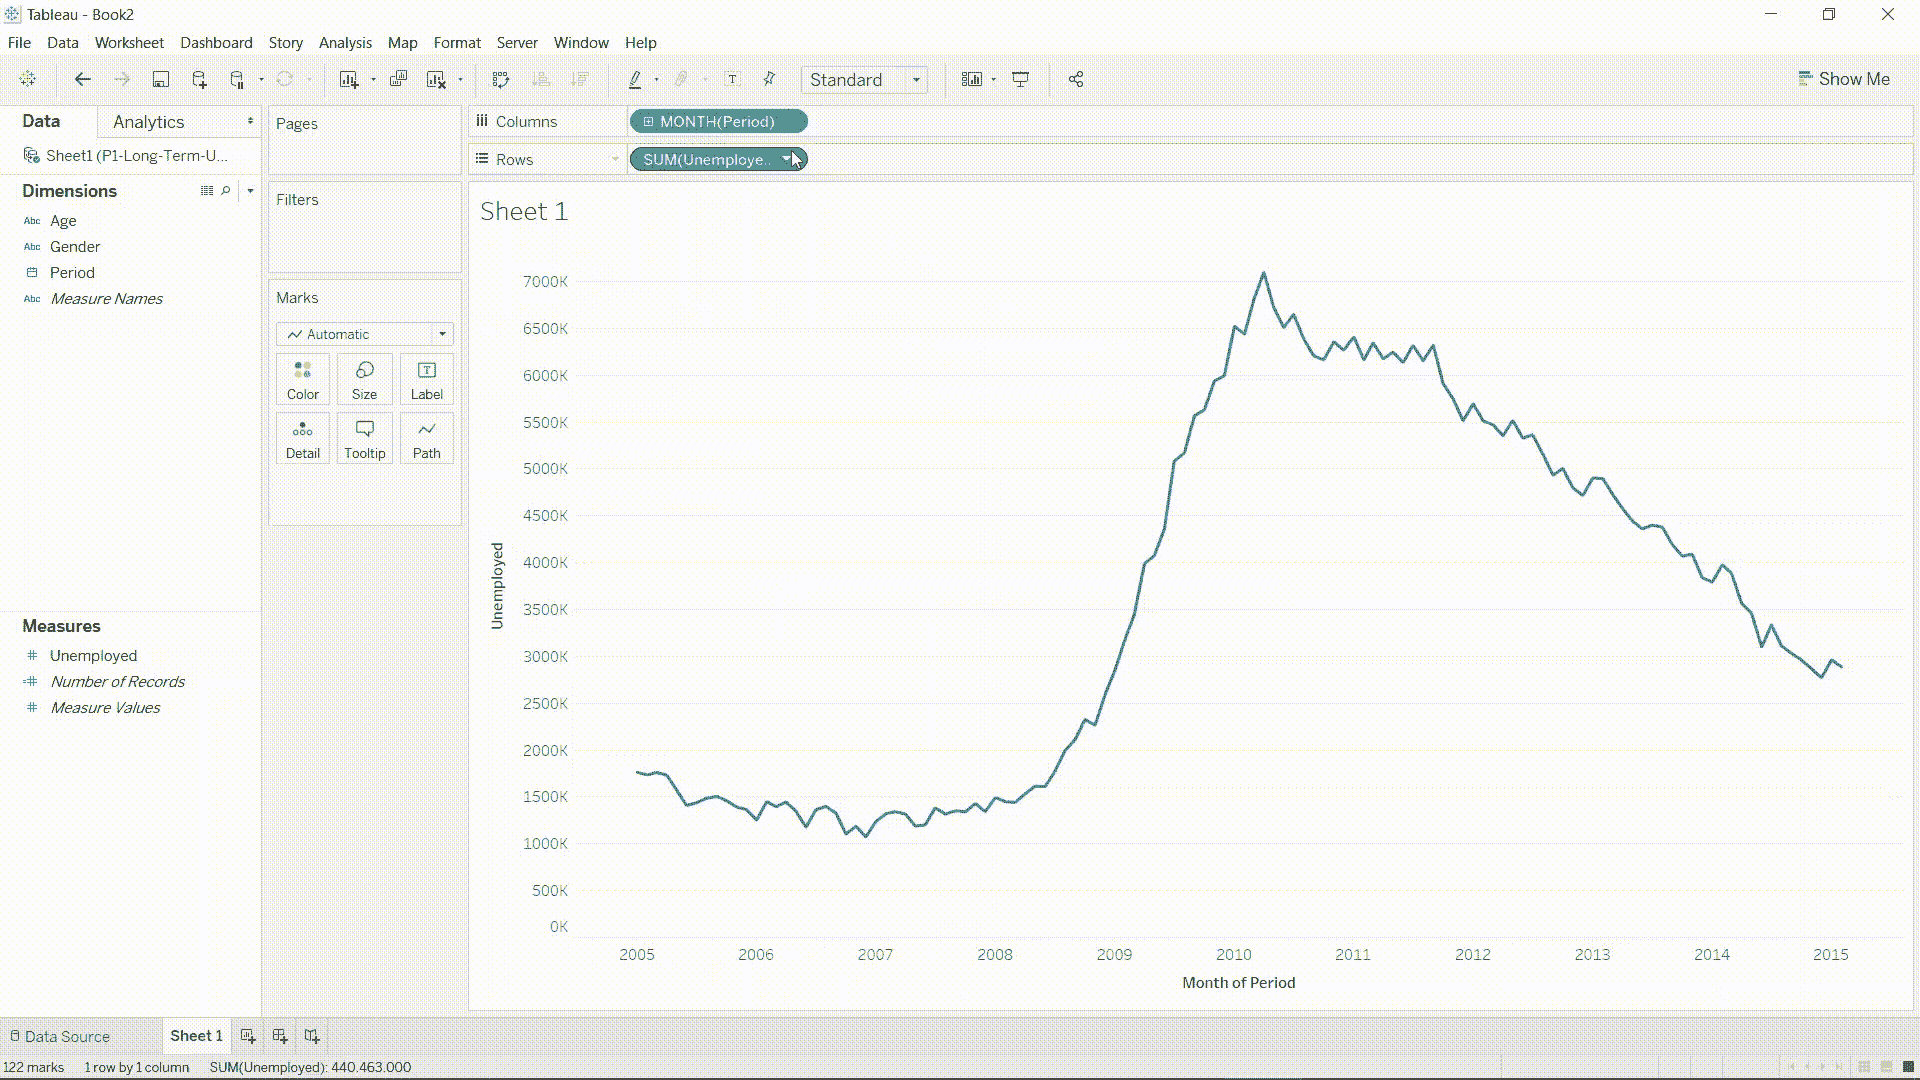 Tableau - Book2
File Data Worksheet Dashboard Story Analysis Map Format Server Window Help
Standard
Show Me
Data
Analytics
Sheet1 (P1-Long-Term-U...
Dimensions
Abc Age
Abc Gender
Period
Abc Measure Names
Measures
# Unemployed
=# Number of Records
# Measure Values
Pages
Filters
Marks
Automatic
Color Size Label
Detail Tooltip Path
Columns MONTH(Period)
Rows SUM(Unemploye..
Sheet 1
7000K
6500K
6000K
5500K
5000K
4500K
4000K
3500K
3000K
2500K
2000K
1500K
1000K
500K
0K
Unemployed
2005 2006 2007 2008 2009 2010 2011 2012 2013 2014 2015
Month of Period
Data Source
Sheet 1
122 marks 1 row by 1 column SUM(Unemployed): 440.463.000